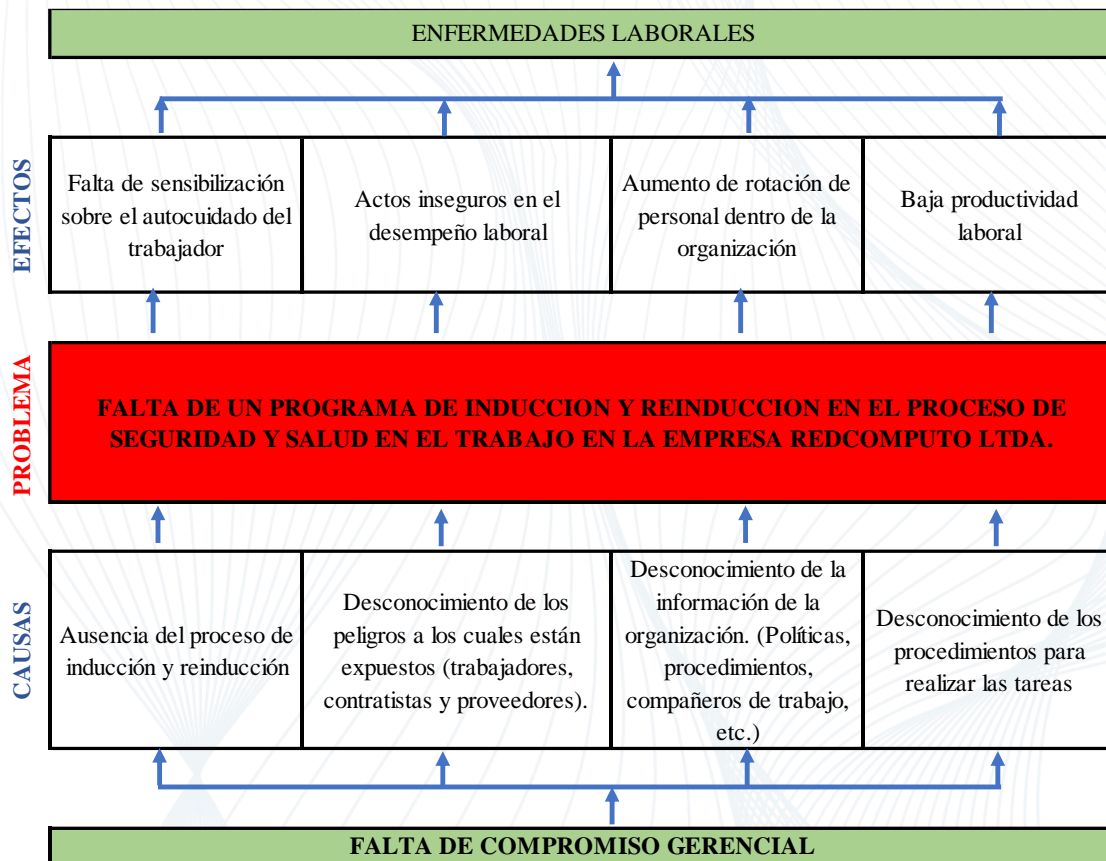 ENFERMEDADES LABORALES
EFECTOS
Falta de sensibilización
sobre el autocuidado del
trabajador
Actos inseguros en el
desempeño laboral
Aumento de rotación de
personal dentro de la
organización
Baja productividad
laboral
PROBLEMA
FALTA DE UN PROGRAMA DE INDUCCION Y REINDUCCION EN EL PROCESO DE
SEGURIDAD Y SALUD EN EL TRABAJO EN LA EMPRESA REDCOMPUTO LTDA.
CAUSAS
Ausencia del proceso de
inducción y reinducción
Desconocimiento de los
peligros a los cuales están
expuestos (trabajadores,
contratistas y proveedores).
Desconocimiento de la
información de la
organización. (Políticas,
procedimientos,
compañeros de trabajo,
etc.)
Desconocimiento de los
procedimientos para
realizar las tareas
FALTA DE COMPROMISO GERENCIAL